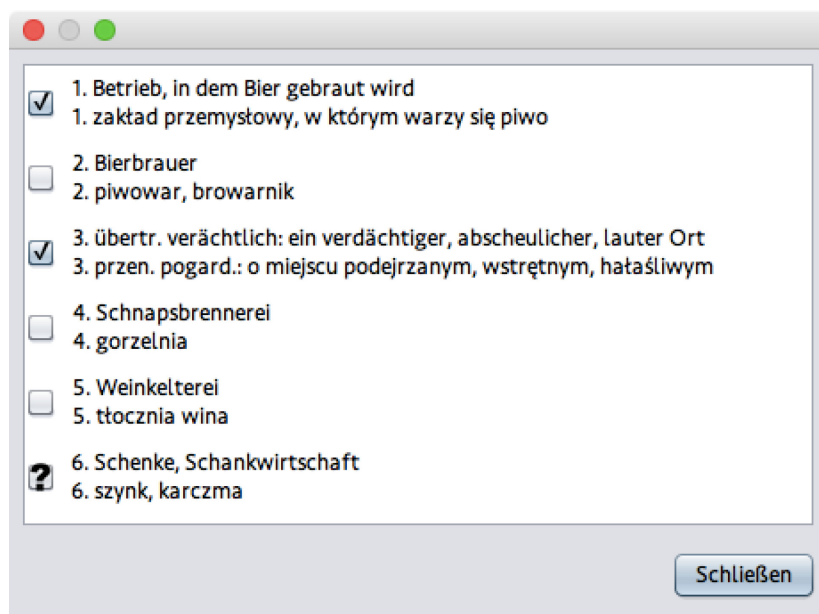 1. Betrieb, in dem Bier gebraut wird
1. zakład przemysłowy, w którym warzy się piwo
2. Bierbrauer
2. piwowar, browarnik
3. übertr. verächtlich: ein verdächtiger, abscheulicher, lauter Ort
3. przen. pogard.: o miejscu podejrzanym, wstrętnym, hałaśliwym
4. Schnapsbrennerei
4. gorzelnia
5. Weinkelterei
5. tłocznia wina
?
6. Schenke, Schankwirtschaft
6. szynk, karczma
Schließen